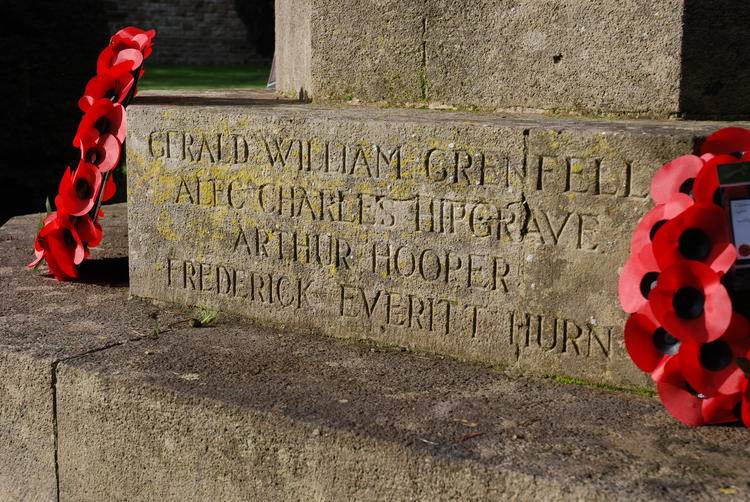 GERALD WILLIAM GRENFELL
ALEC CHARLES HIPGRAVE
ARTHUR HOOPER
FREDERICK EVERITT HURN